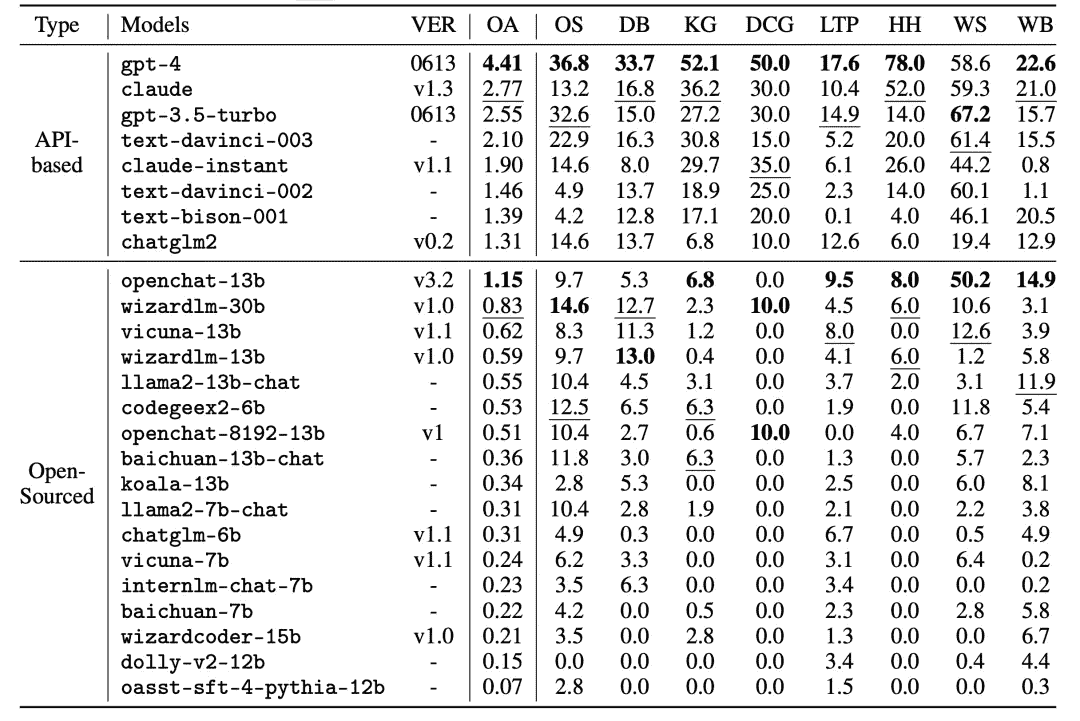 Type Models VER OA OS DB KG DCG LTP HH WS WB
API-based
gpt-4 0613 4.41 36.8 33.7 52.1 50.0 17.6 78.0 58.6 22.6
claude v1.3 2.77 13.2 16.8 36.2 30.0 10.4 52.0 59.3 21.0
gpt-3.5-turbo 0613 2.55 32.6 15.0 27.2 30.0 14.9 14.0 67.2 15.7
text-davinci-003 - 2.10 22.9 16.3 30.8 15.0 5.2 20.0 61.4 15.5
claude-instant v1.1 1.90 14.6 8.0 29.7 35.0 6.1 26.0 44.2 0.8
text-davinci-002 - 1.46 4.9 13.7 18.9 25.0 2.3 14.0 60.1 1.1
text-bison-001 - 1.39 4.2 12.8 17.1 20.0 0.1 4.0 46.1 20.5
chatglm2 v0.2 1.31 14.6 13.7 6.8 10.0 12.6 6.0 19.4 12.9
Open-Sourced
openchat-13b v3.2 1.15 9.7 5.3 6.8 0.0 9.5 8.0 50.2 14.9
wizardlm-30b v1.0 0.83 14.6 12.7 2.3 10.0 4.5 6.0 10.6 3.1
vicuna-13b v1.1 0.62 8.3 11.3 1.2 0.0 8.0 0.0 12.6 3.9
wizardlm-13b v1.0 0.59 9.7 13.0 0.4 0.0 4.1 6.0 1.2 5.8
llama2-13b-chat - 0.55 10.4 4.5 3.1 0.0 3.7 2.0 3.1 11.9
codegeex2-6b - 0.53 12.5 6.5 6.3 0.0 1.9 0.0 11.8 5.4
openchat-8192-13b v1 0.51 10.4 2.7 0.6 10.0 0.0 4.0 6.7 7.1
baichuan-13b-chat - 0.36 11.8 3.0 6.3 0.0 1.3 0.0 5.7 2.3
koala-13b - 0.34 2.8 5.3 0.0 0.0 2.5 0.0 6.0 8.1
llama2-7b-chat - 0.31 10.4 2.8 1.9 0.0 2.1 0.0 2.2 3.8
chatglm-6b v1.1 0.31 4.9 0.3 0.0 0.0 6.7 0.0 0.5 4.9
vicuna-7b v1.1 0.24 6.2 3.3 0.0 0.0 3.1 0.0 6.4 0.2
internlm-chat-7b - 0.23 3.5 6.3 0.0 0.0 3.4 0.0 0.0 0.2
baichuan-7b - 0.22 4.2 0.0 0.5 0.0 2.3 0.0 2.8 5.8
wizardcoder-15b v1.0 0.21 3.5 0.0 2.8 0.0 1.3 0.0 0.0 6.7
dolly-v2-12b - 0.15 0.0 0.0 0.0 0.0 3.4 0.0 0.4 4.4
oasst-sft-4-pythia-12b - 0.07 2.8 0.0 0.0 0.0 1.5 0.0 0.0 0.3